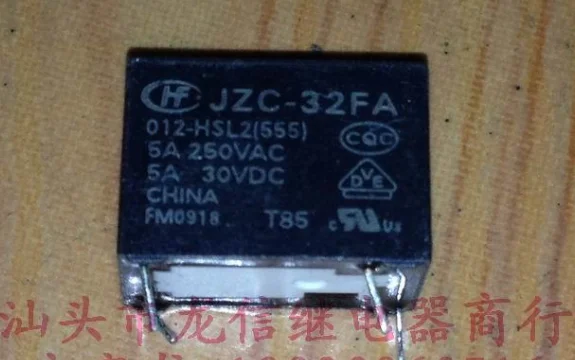 HF JZC-32FA
012-HSL2(555)
5A 250VAC
CQC
5A 30VDC
DVE
CHINA
FM0918 T85 c UL us
汕头市龙信继电器商行